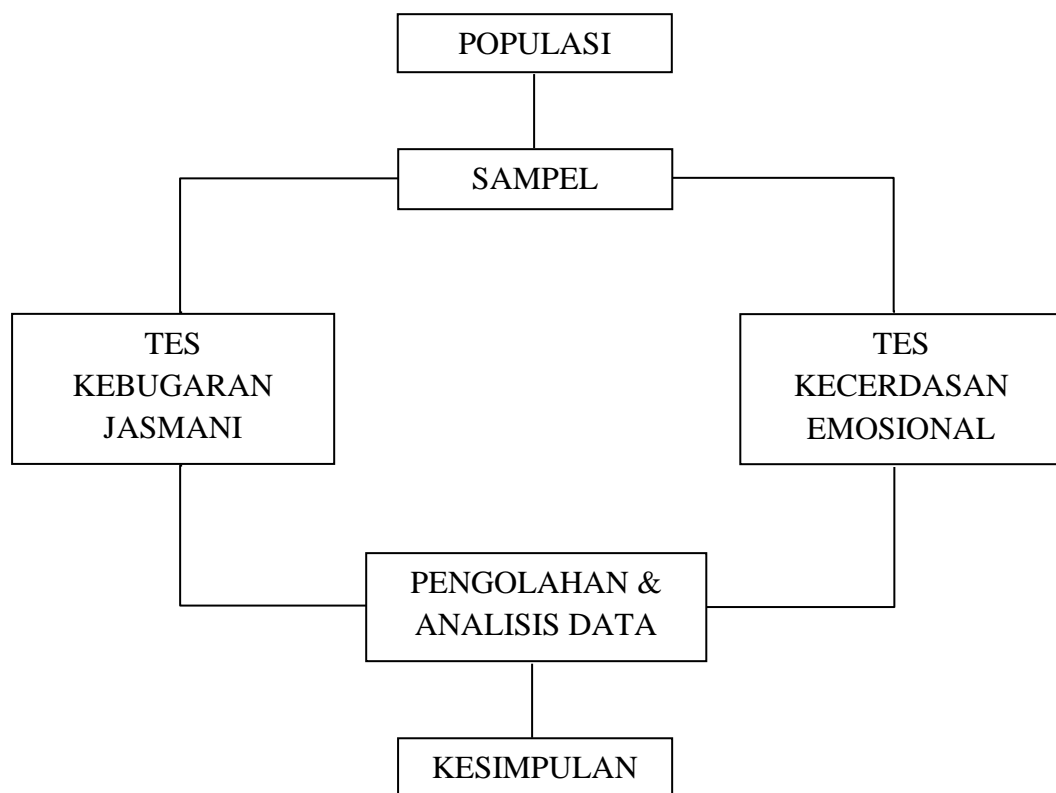 POPULASI
SAMPEL
TES
KEBUGARAN
JASMANI
TES
KECERDASAN
EMOSIONAL
PENGOLAHAN &
ANALISIS DATA
KESIMPULAN